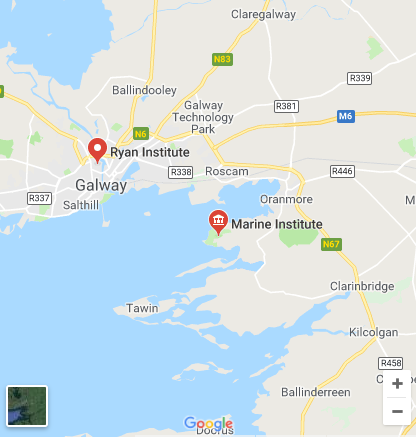 Claregalway
N83
R339
Ballindooley
Galway
Technology
Park
R381
M6
N6
Ryan Institute
R338
Roscam
R446
Galway
R337
Salthill
Oranmore
Marine Institute
N67
Clarinbridge
Tawin
Kilcolgan
R458
Ballinderreen
Google